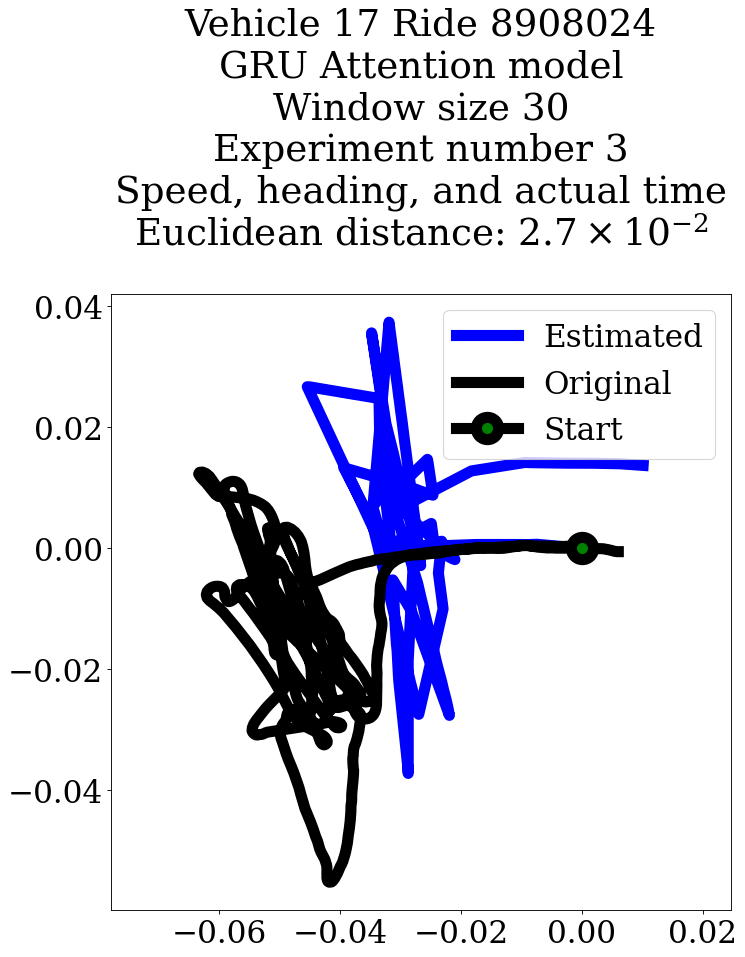 Vehicle 17 Ride 8908024
GRU Attention model
Window size 30
Experiment number 3
Speed, heading, and actual time
Euclidean distance: 2.7 × 10⁻²
0.04
0.02
0.00
−0.02
−0.04
Estimated
Original
Start
−0.06
−0.04
−0.02
0.00
0.02